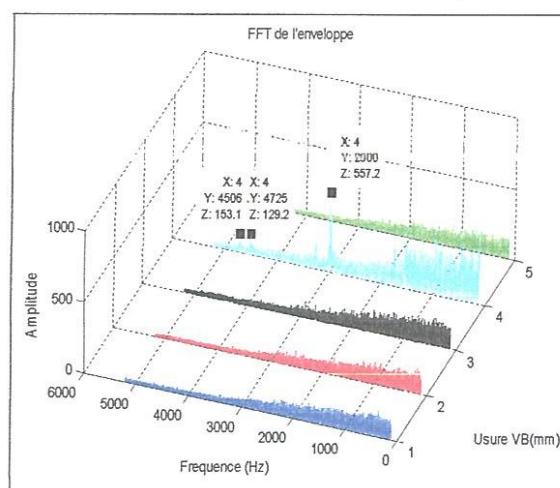 FFT de l'enveloppe
X: 4
Y: 2900
Z: 557.2
X: 4 X: 4
Y: 4506 Y: 4725
Z: 153.1 Z: 129.2
1000
500
0
Amplitude
6000
5000
4000
3000
2000
1000
0
Frequence (Hz)
1
2
3
4
5
Usure VB(mm)